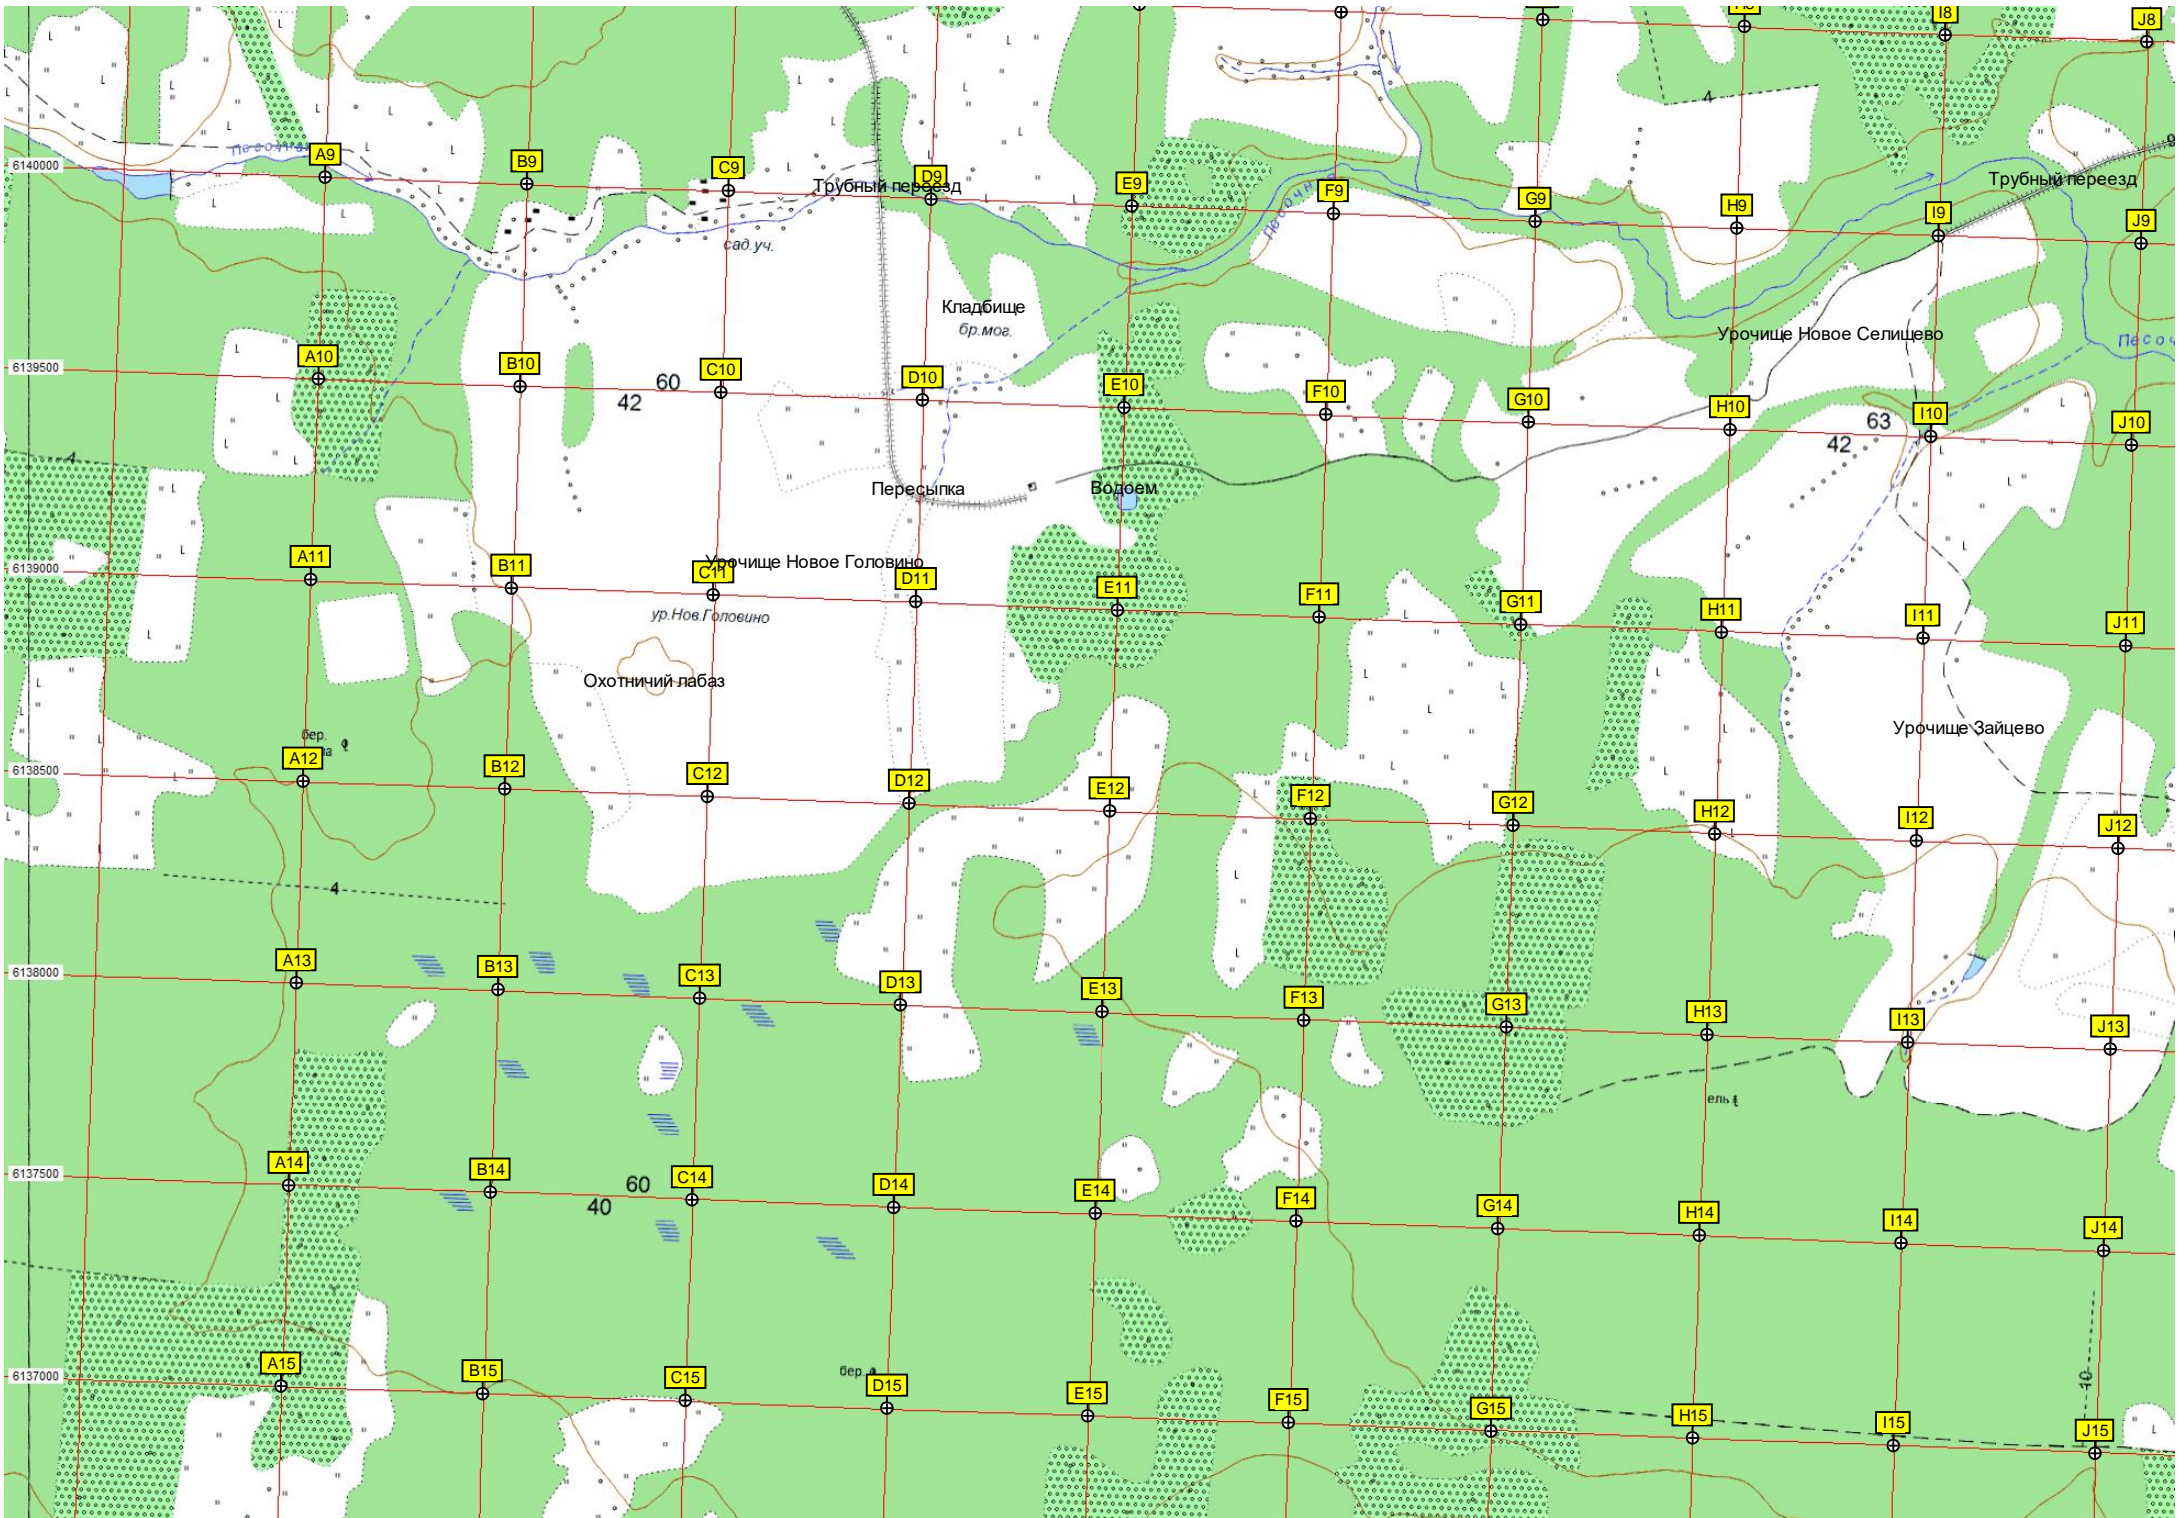 I8
J8
4
Песочная
A9
B9
C9
D9
E9
F9
G9
H9
I9
J9
6140000
Трубный переезд
Трубный переезд
сад.уч.
Кладбище
бр.мог.
Урочище Новое Селищево
A10
B10
C10
D10
E10
F10
G10
H10
I10
J10
6139500
60
42
63
42
4
Пересыпка
Водоем
Урочище Новое Головино
A11
B11
C11
D11
E11
F11
G11
H11
I11
J11
6139000
ур.Нов.Головино
Охотничий лабаз
Урочище Зайцево
бер.
A12
B12
C12
D12
E12
F12
G12
H12
I12
J12
6138500
4
A13
B13
C13
D13
E13
F13
G13
H13
I13
J13
6138000
ель
A14
B14
C14
D14
E14
F14
G14
H14
I14
J14
6137500
60
40
бер.
10
A15
B15
C15
D15
E15
F15
G15
H15
I15
J15
6137000